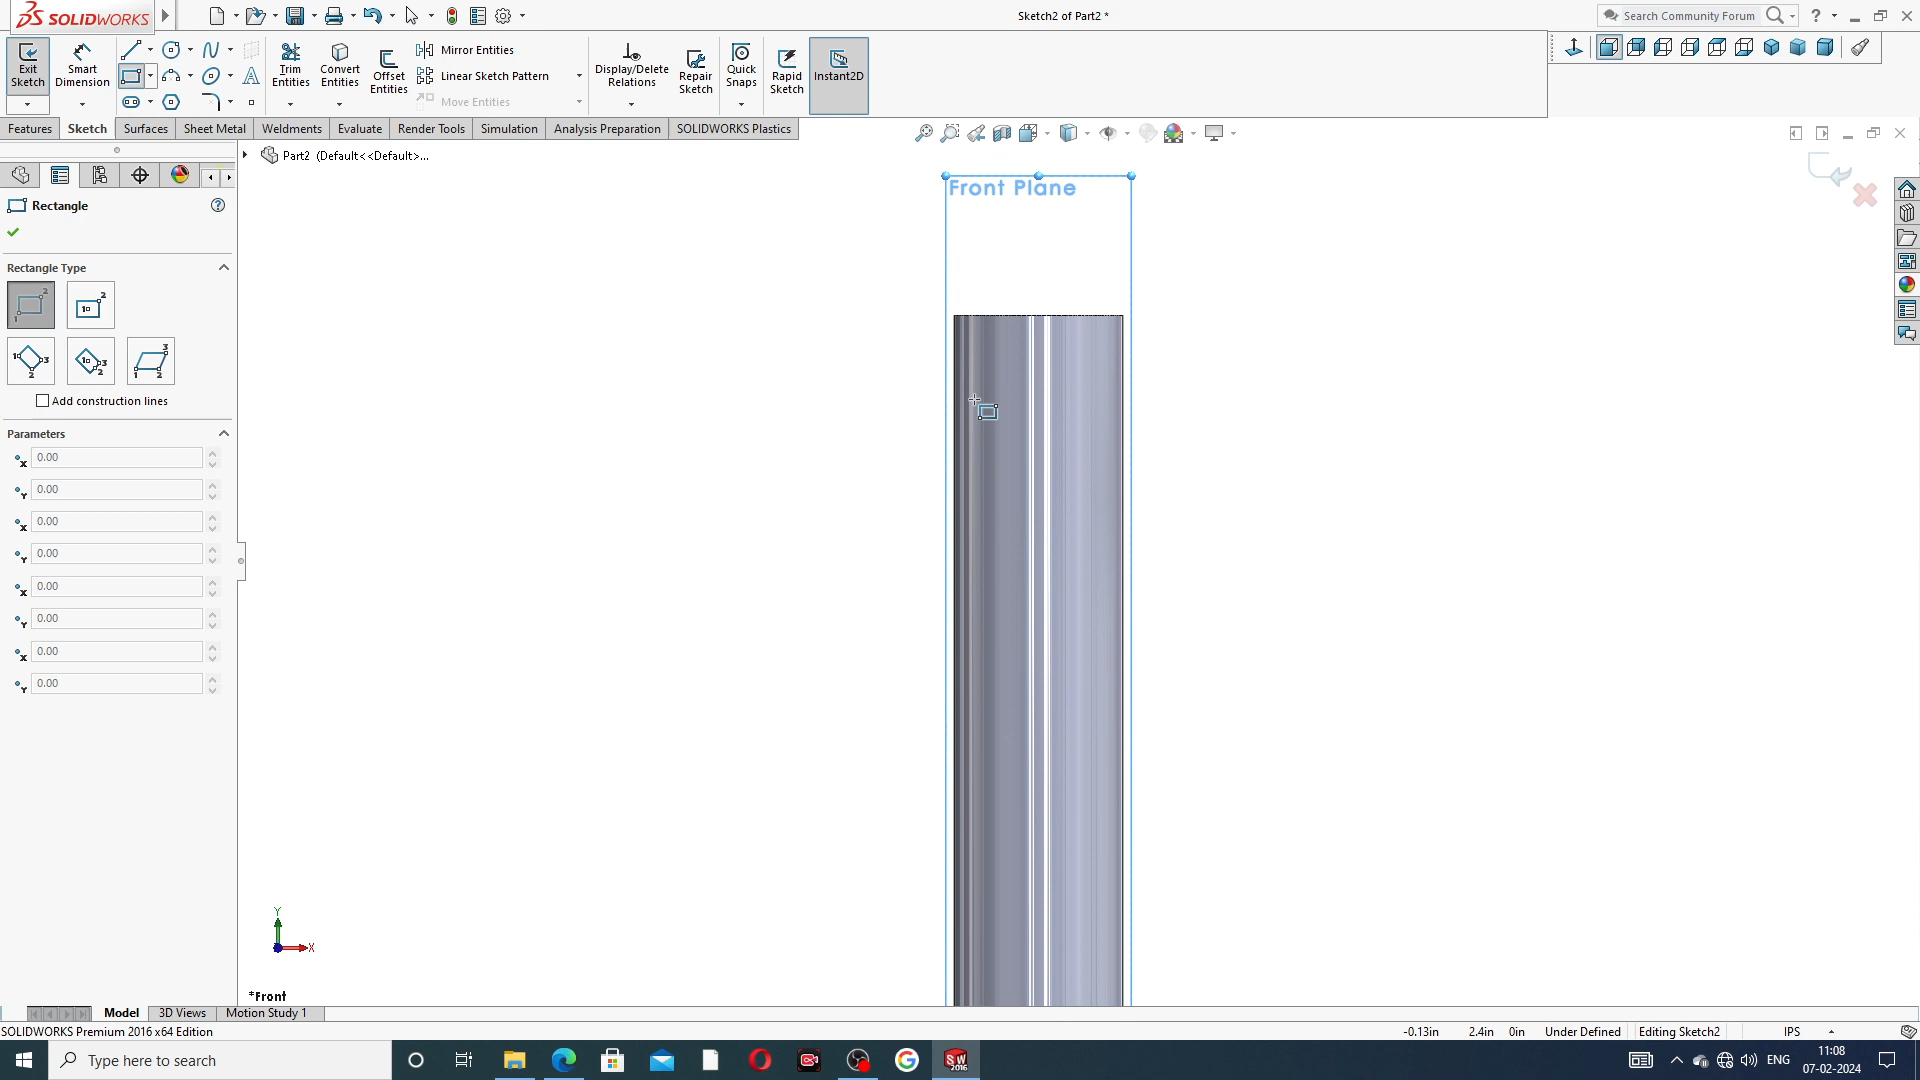 SOLIDWORKS
Sketch2 of Part2 *
Search Community Forum
Exit Sketch
Smart Dimension
Trim Entities
Convert Entities
Offset Entities
Mirror Entities
Linear Sketch Pattern
Move Entities
Display/Delete Relations
Repair Sketch
Quick Snaps
Rapid Sketch
Instant2D
Features
Sketch
Surfaces
Sheet Metal
Weldments
Evaluate
Render Tools
Simulation
Analysis Preparation
SOLIDWORKS Plastics
Part2 (Default<<Default>...
Front Plane
Rectangle
Rectangle Type
Add construction lines
Parameters
0.00
0.00
0.00
0.00
0.00
0.00
0.00
0.00
Y
X
*Front
Model
3D Views
Motion Study 1
SOLIDWORKS Premium 2016 x64 Edition
-0.13in 2.4in 0in Under Defined Editing Sketch2 IPS
Type here to search
SW 2016
ENG
11:08
07-02-2024